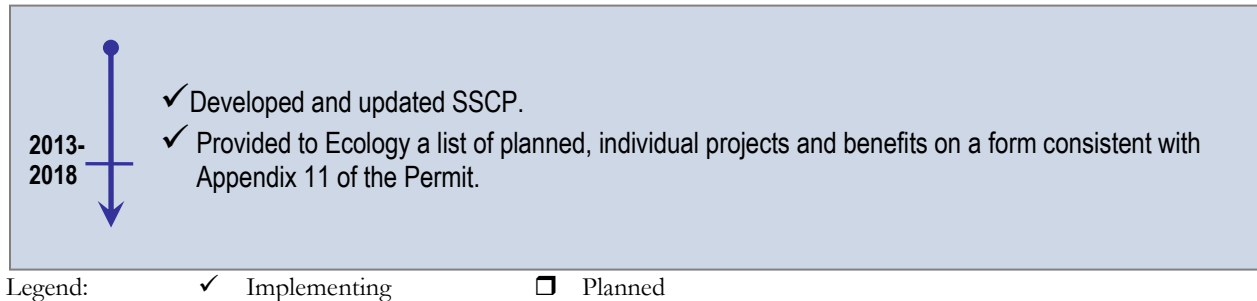 ✓ Developed and updated SSCP.
✓ Provided to Ecology a list of planned, individual projects and benefits on a form consistent with
Appendix 11 of the Permit.
2013-
2018
Legend: ✓ Implementing ❒ Planned